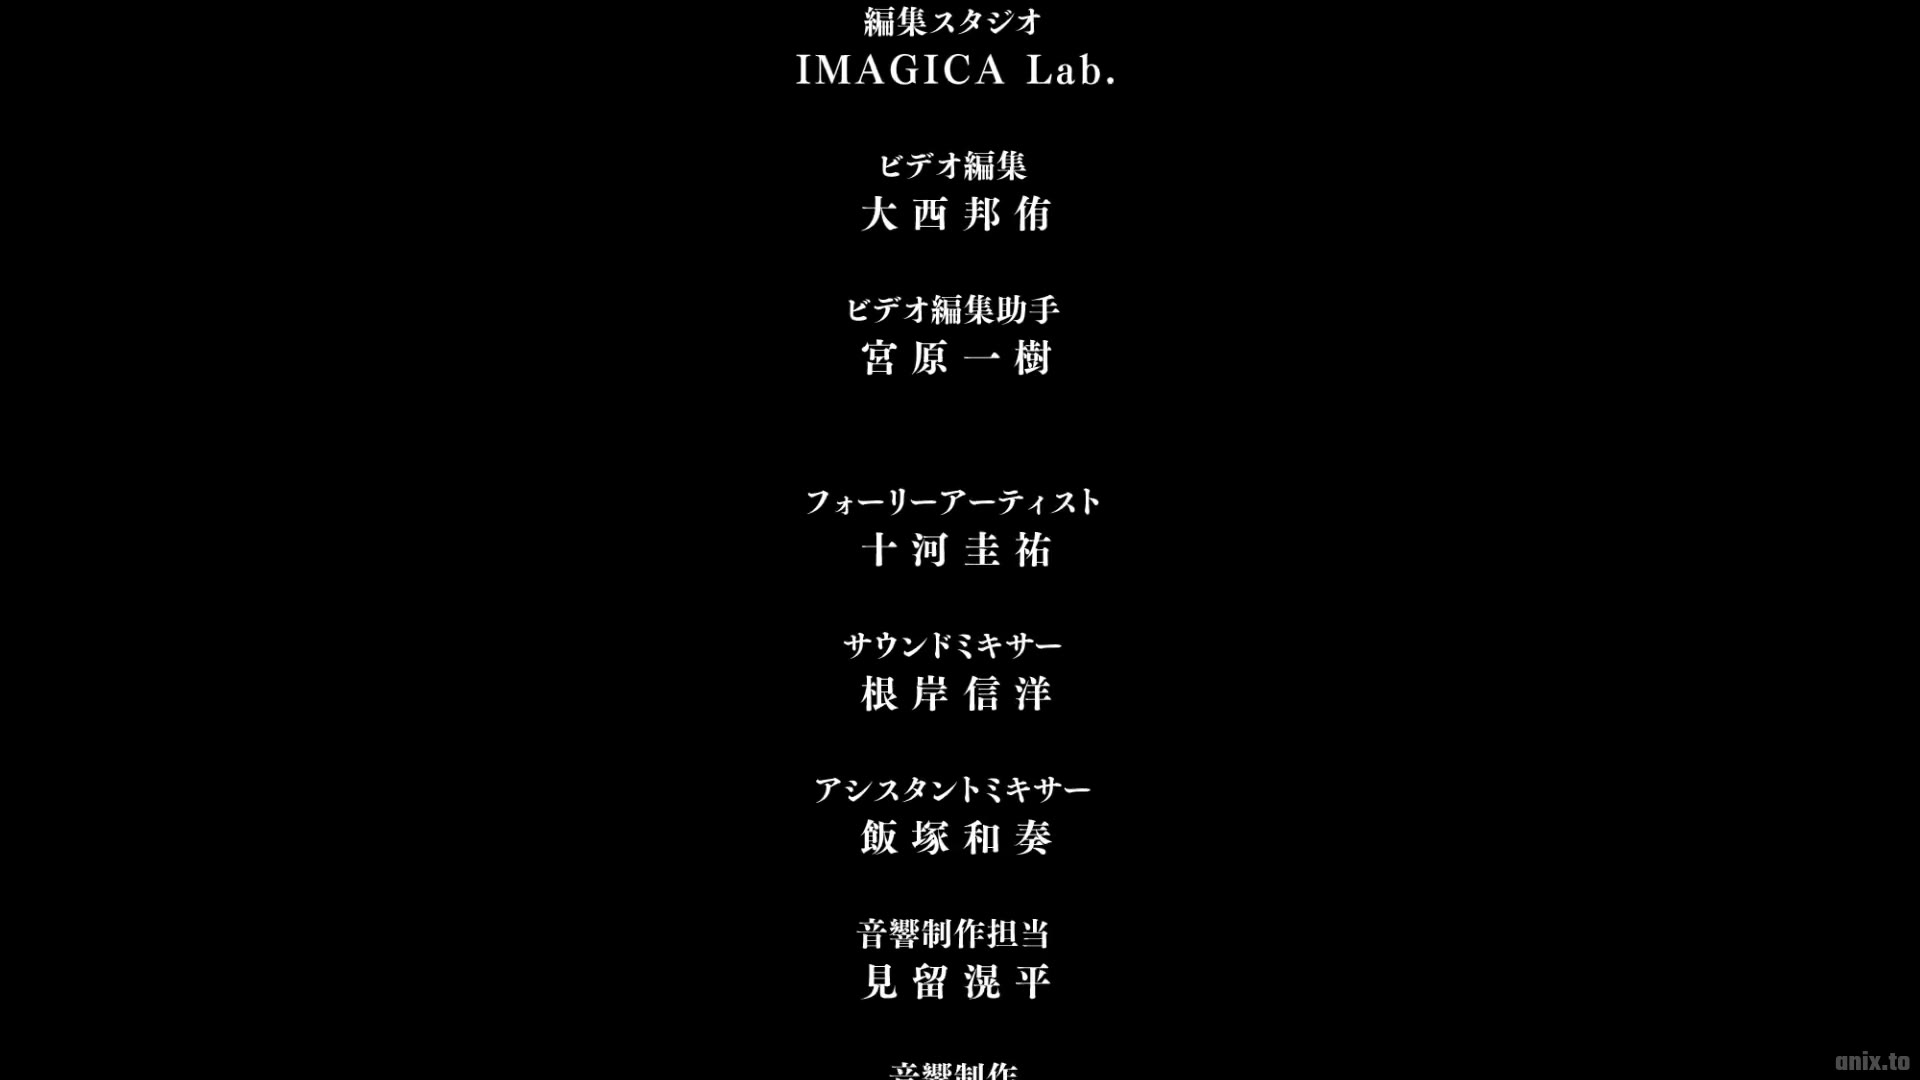 編集スタジオ
IMAGICA Lab.
ビデオ編集
大西邦侑
ビデオ編集助手
宮原一樹
フォーリーアーティスト
十河圭祐
サウンドミキサー
根岸信洋
アシスタントミキサー
飯塚和奏
音響制作担当
見留滉平
音響制作
anix.to